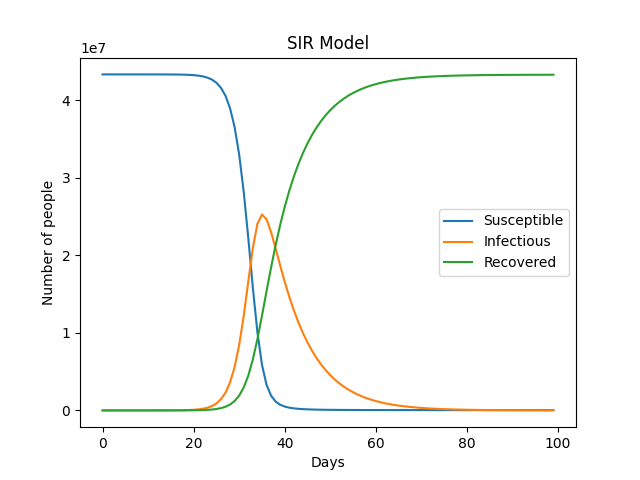 SIR Model
1e7
4
3
2
1
0
Number of people
Susceptible
Infectious
Recovered
0 20 40 60 80 100
Days